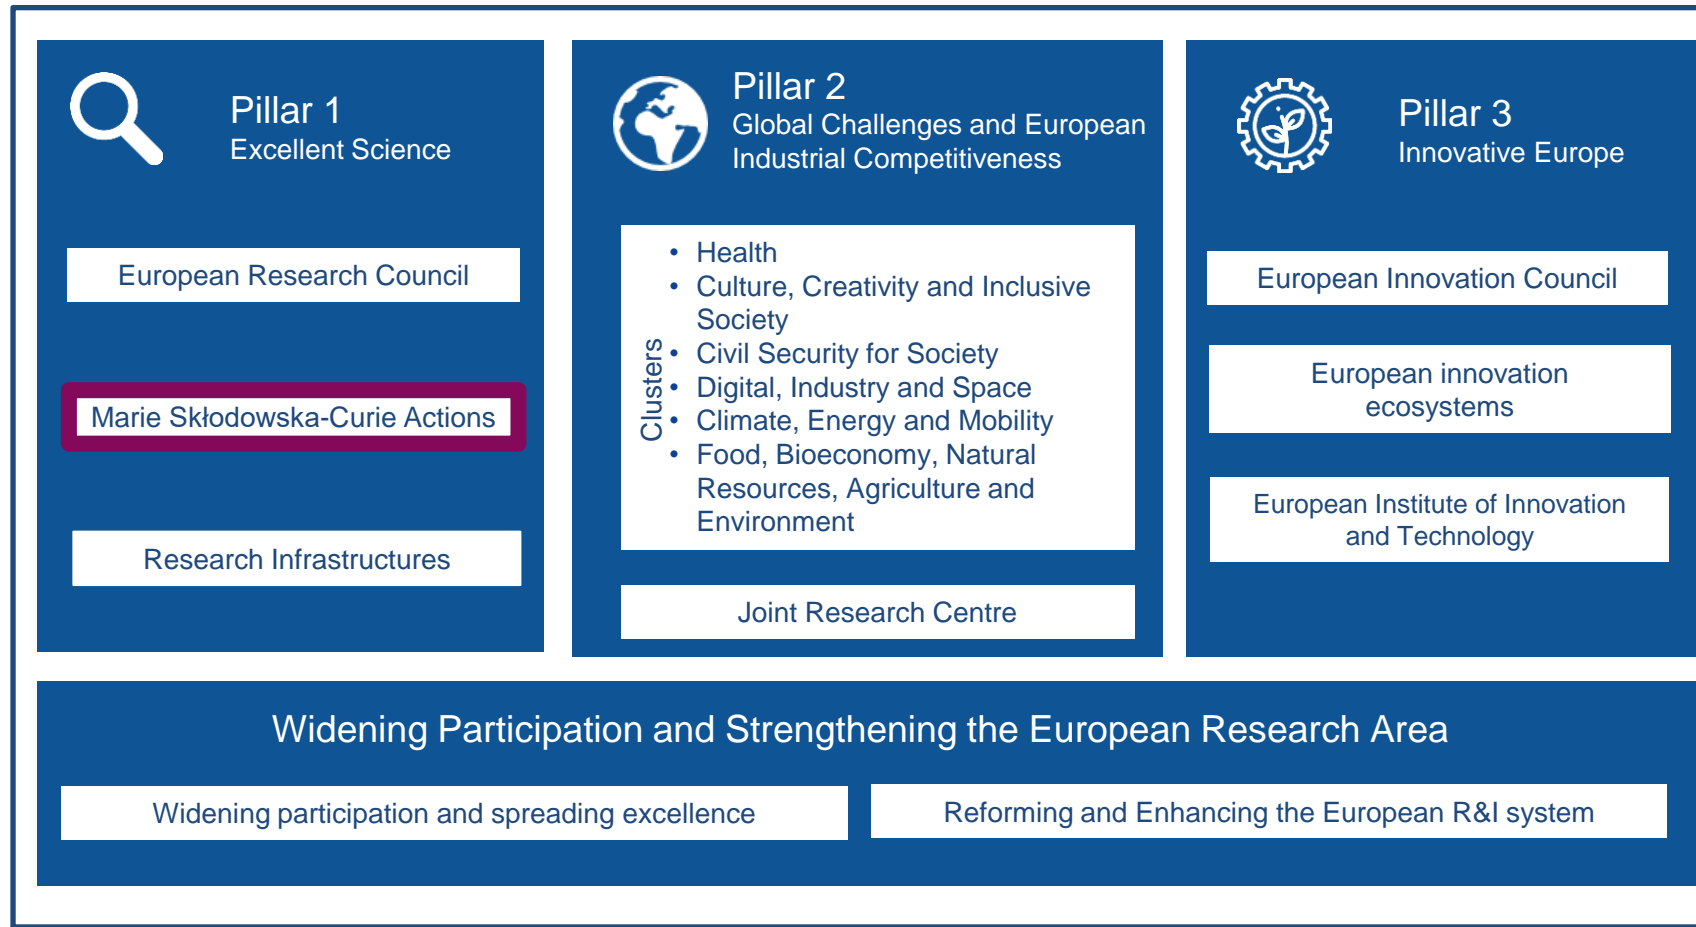 Pillar 1
Excellent Science
European Research Council
Marie Skłodowska-Curie Actions
Research Infrastructures
Pillar 2
Global Challenges and European
Industrial Competitiveness
Clusters
• Health
• Culture, Creativity and Inclusive
Society
• Civil Security for Society
• Digital, Industry and Space
• Climate, Energy and Mobility
• Food, Bioeconomy, Natural
Resources, Agriculture and
Environment
Joint Research Centre
Pillar 3
Innovative Europe
European Innovation Council
European innovation
ecosystems
European Institute of Innovation
and Technology
Widening Participation and Strengthening the European Research Area
Widening participation and spreading excellence
Reforming and Enhancing the European R&I system